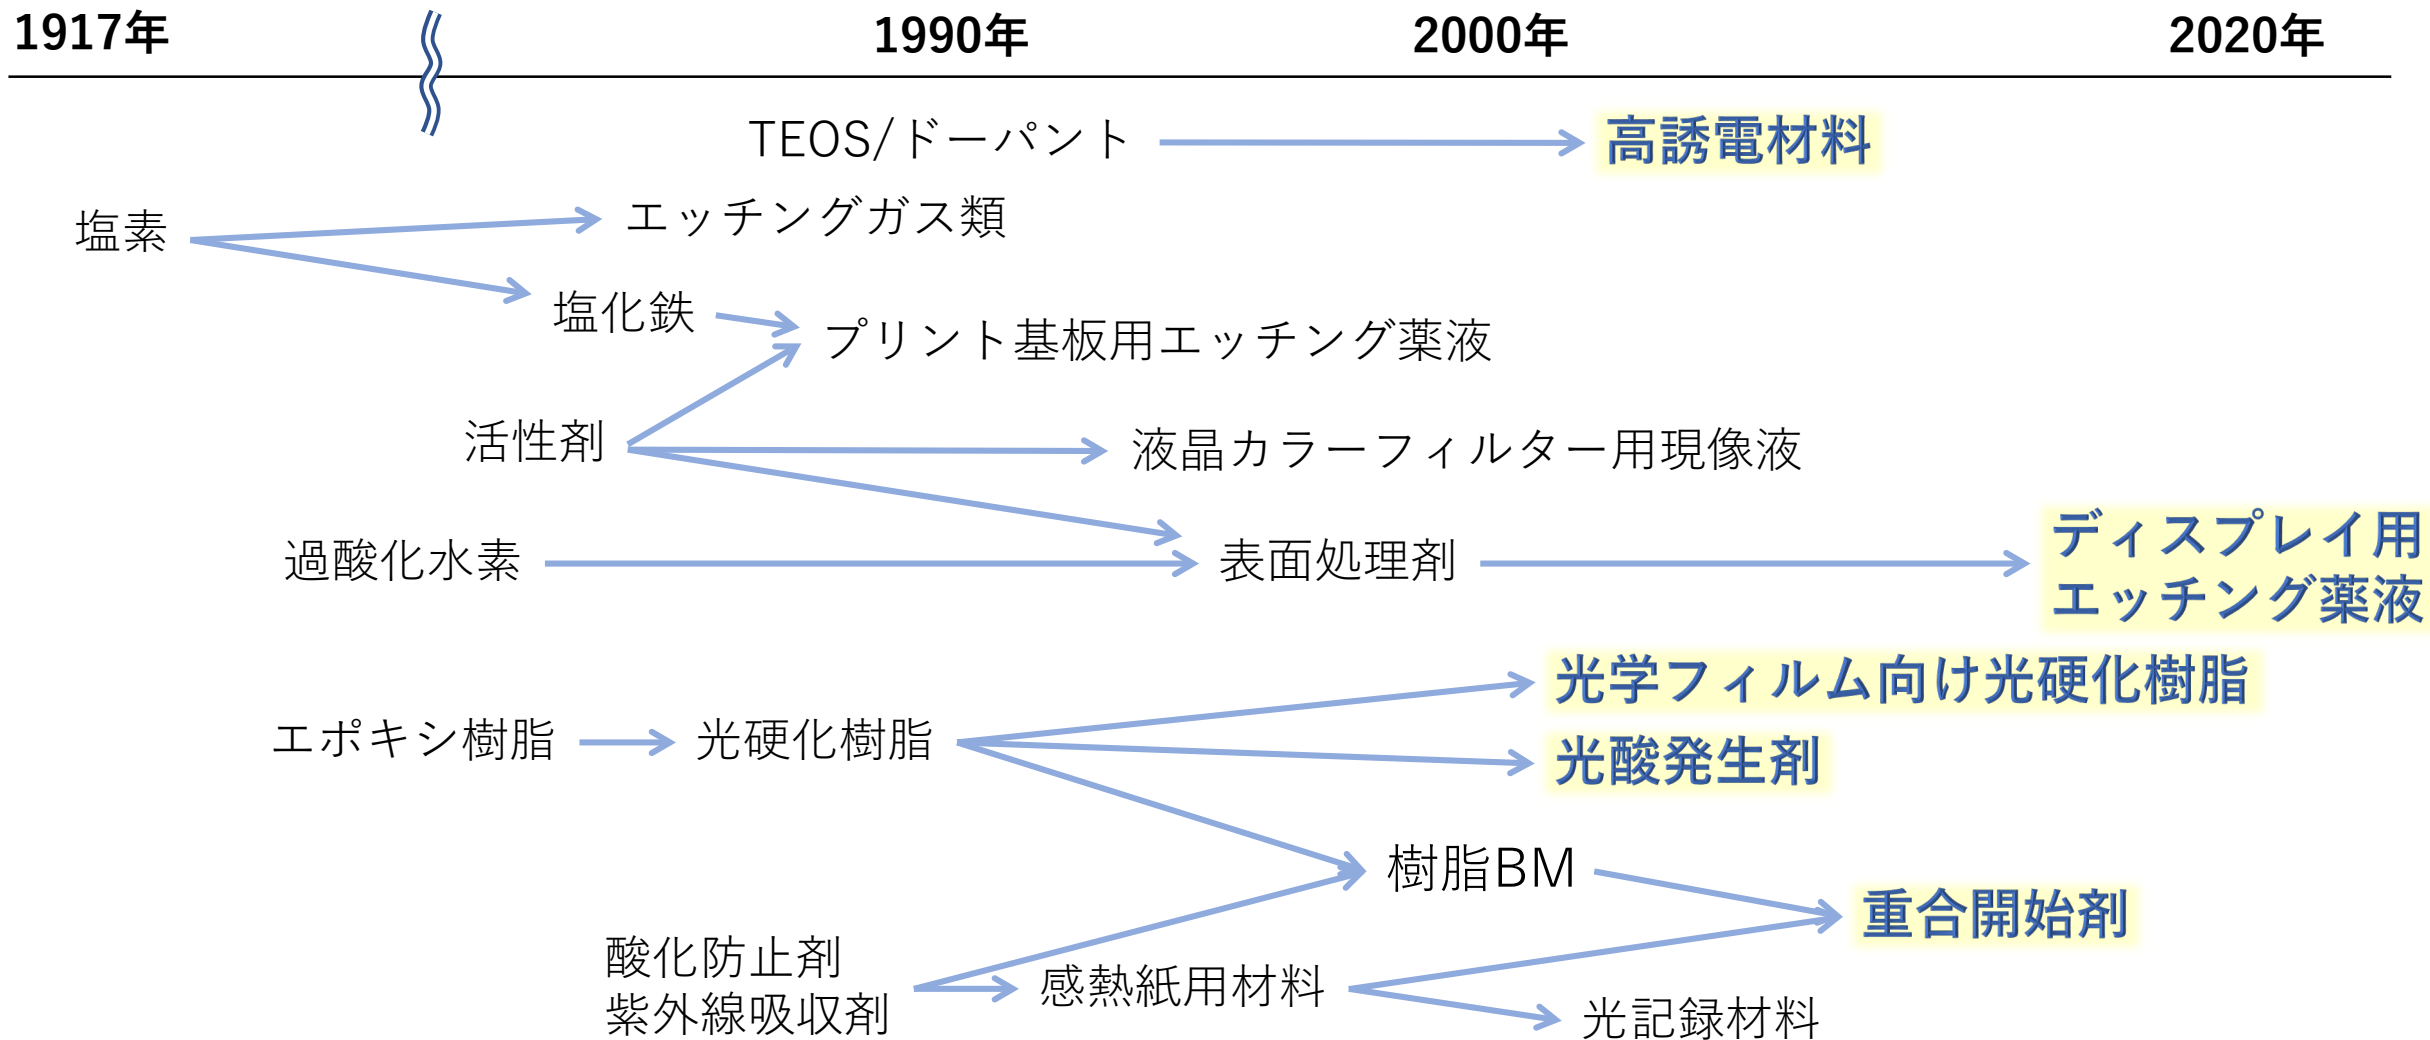 1917年
1990年
2000年
2020年
TEOS/ドーパント
高誘電材料
塩素
エッチングガス類
塩化鉄
プリント基板用エッチング薬液
活性剤
液晶カラーフィルター用現像液
過酸化水素
表面処理剤
ディスプレイ用
エッチング薬液
エポキシ樹脂
光硬化樹脂
光学フィルム向け光硬化樹脂
光酸発生剤
樹脂BM
重合開始剤
酸化防止剤
紫外線吸収剤
感熱紙用材料
光記録材料